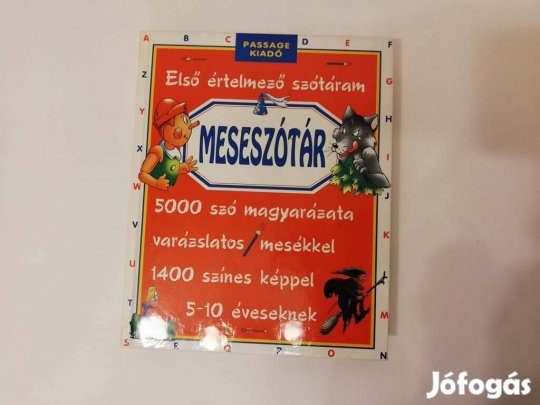 A B C D E F
PASSAGE
KIADÓ
Első értelmező szótáram
MESESZÓTÁR
5000 szó magyarázata
varázslatos mesékkel
1400 színes képpel
5-10 éveseknek
Z
Y
X
W
V
U
T
G
H
I
J
K
L
M
S R Q P O N
Jófogás